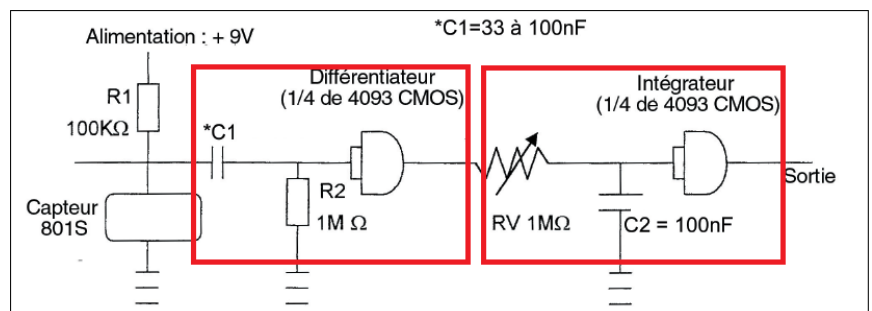 *C1=33 à 100nF
Alimentation : + 9V
Différentiateur
(1/4 de 4093 CMOS)
Intégrateur
(1/4 de 4093 CMOS)
R1
100KΩ
*C1
R2
1M Ω
Capteur
801S
RV 1MΩ
C2 = 100nF
Sortie